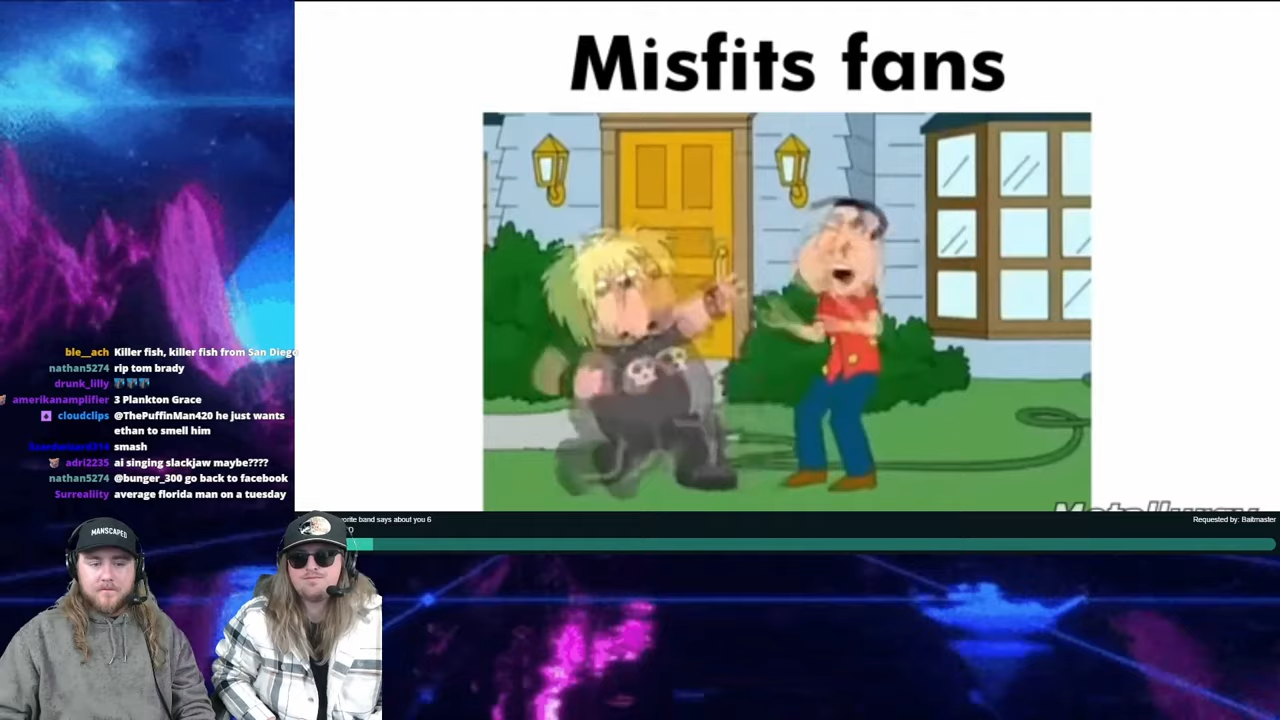 Misfits fans
ble__ach Killer fish, killer fish from San Diego
nathan5274 rip tom brady
drunk_lilly
amerikanamplifier 3 Plankton Grace
cloudclips @ThePuffinMan420 he just wants
ethan to smell him
smash
adri2235 ai singing slackjaw maybe????
nathan5274 @bunger_300 go back to facebook
Surrealiity average florida man on a tuesday
band says about you 6
Requested by: Baitmaster
MANSCAPED